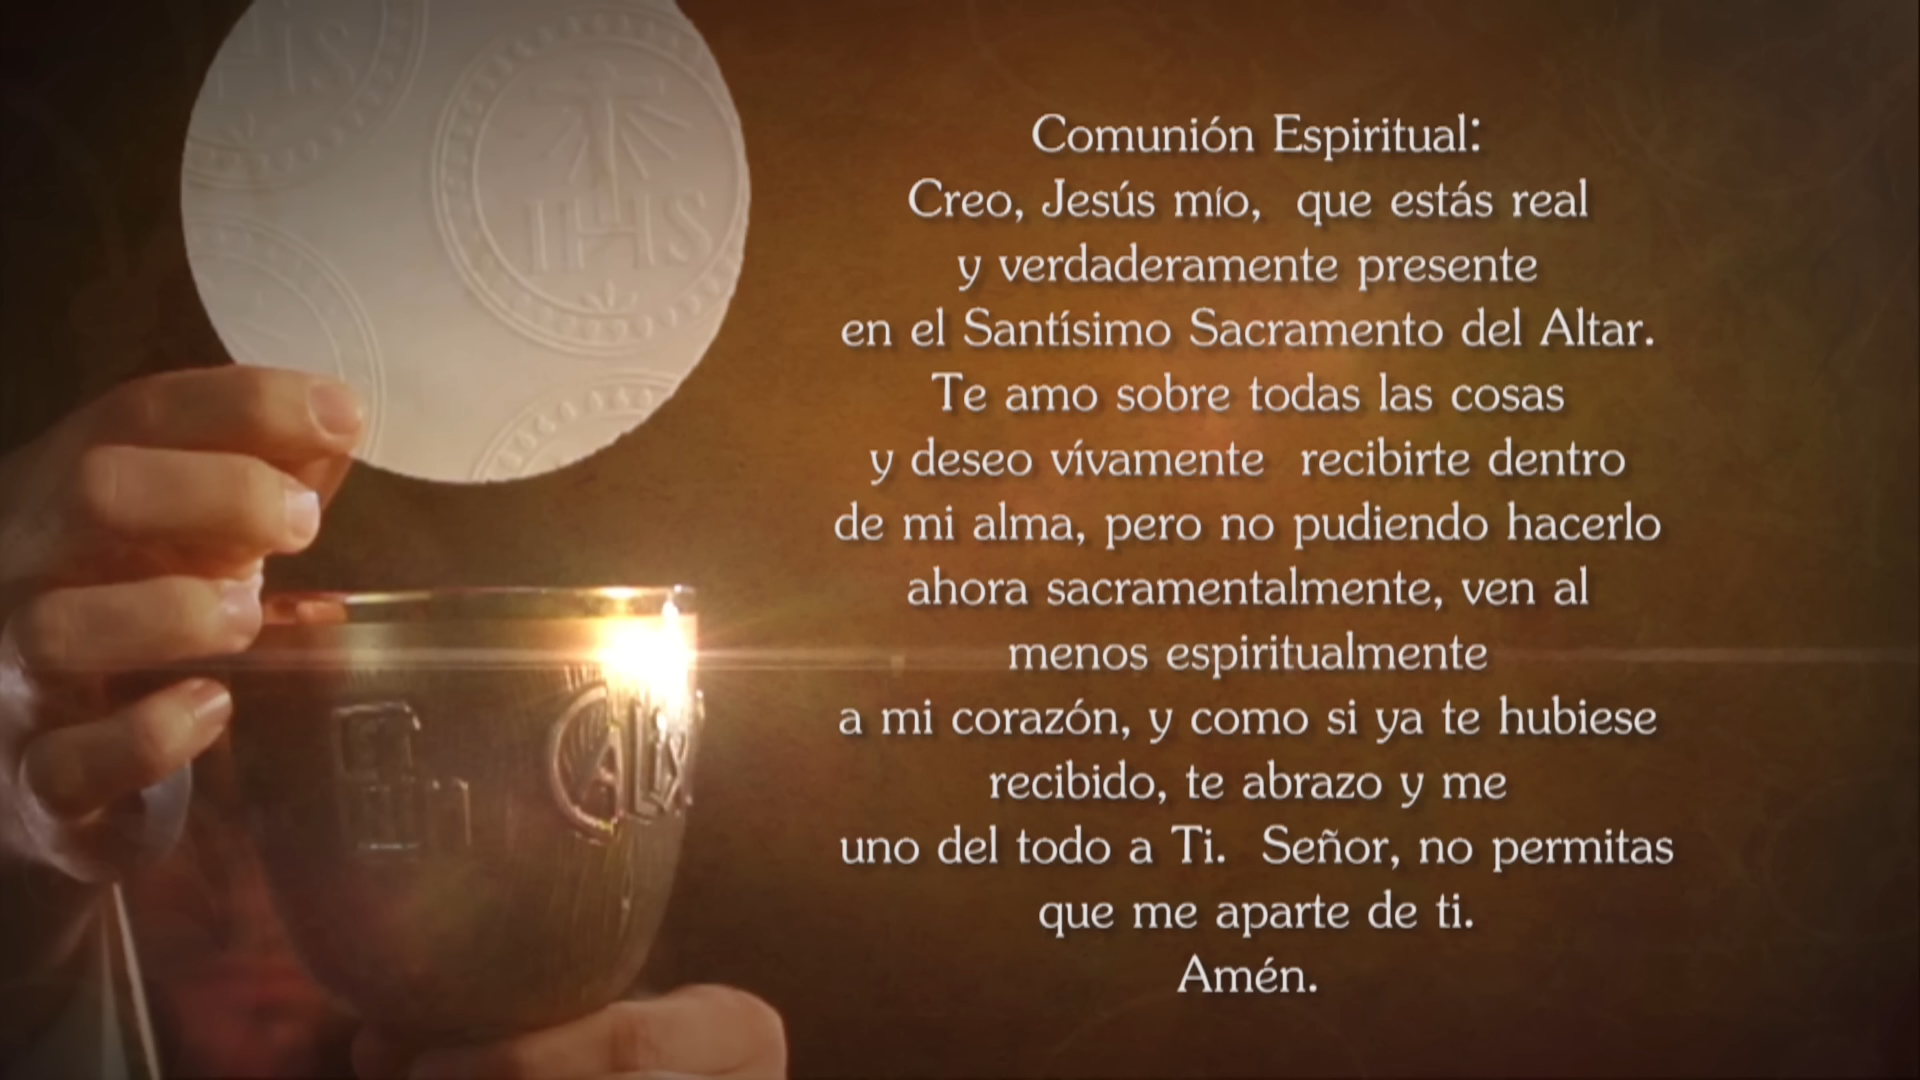 IHS
Comunión Espiritual:
Creo, Jesús mío, que estás real
y verdaderamente presente
en el Santísimo Sacramento del Altar.
Te amo sobre todas las cosas
y deseo vívamente recibirte dentro
de mi alma, pero no pudiendo hacerlo
ahora sacramentalmente, ven al
menos espiritualmente
a mi corazón, y como si ya te hubiese
recibido, te abrazo y me
uno del todo a Ti. Señor, no permitas
que me aparte de ti.
Amén.